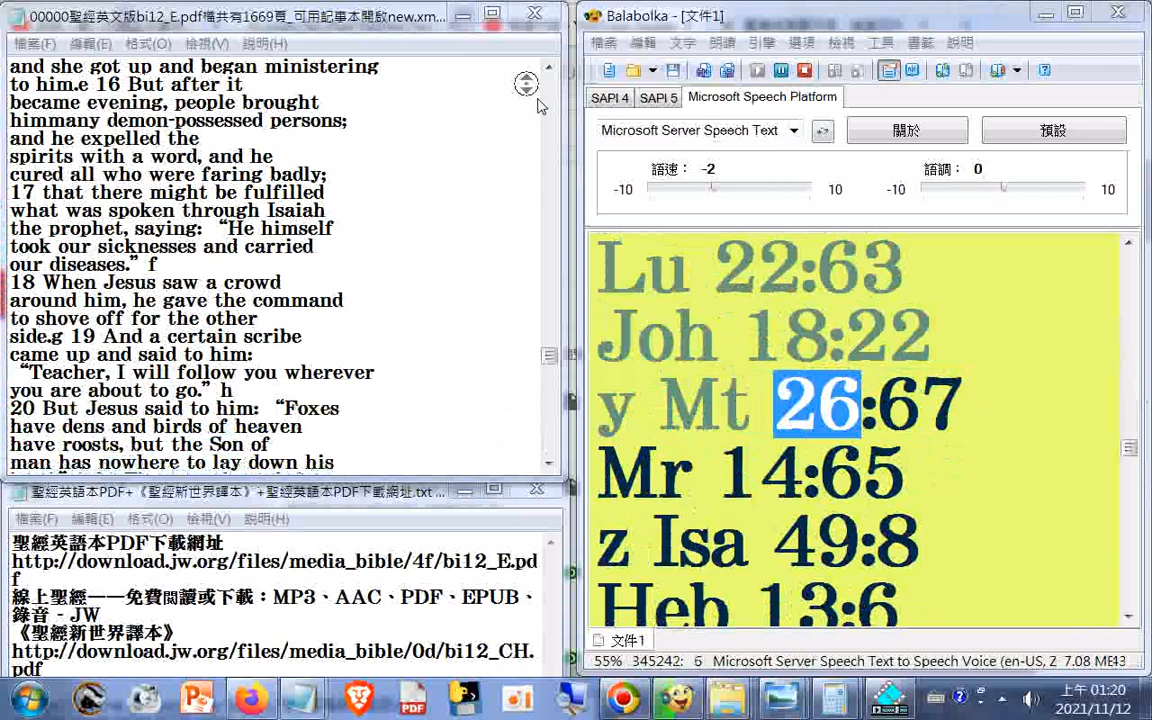 00000聖經英文版bi12_E.pdf檔共有1669頁_可用記事本開啟new.xm...
檔案(F) 編輯(E) 格式(O) 檢視(V) 說明(H)
and she got up and began ministering
to him.e 16 But after it
became evening, people brought
himmany demon-possessed persons;
and he expelled the
spirits with a word, and he
cured all who were faring badly;
17 that there might be fulfilled
what was spoken through Isaiah
the prophet, saying: “He himself
took our sicknesses and carried
our diseases.” f
18 When Jesus saw a crowd
around him, he gave the command
to shove off for the other
side.g 19 And a certain scribe
came up and said to him:
“Teacher, I will follow you wherever
you are about to go.” h
20 But Jesus said to him: “Foxes
have dens and birds of heaven
have roosts, but the Son of
man has nowhere to lay down his
聖經英語本PDF+《聖經新世界譯本》+聖經英語本PDF下載網址.txt ...
檔案(F) 編輯(E) 格式(O) 檢視(V) 說明(H)
聖經英語本PDF下載網址
http://download.jw.org/files/media_bible/4f/bi12_E.pd
f
線上聖經——免費閱讀或下載：MP3、AAC、PDF、EPUB、
錄音 - JW
《聖經新世界譯本》
http://download.jw.org/files/media_bible/0d/bi12_CH.
pdf
Balabolka - [文件1]
檔案 編輯 文字 朗讀 引擎 選項 檢視 工具 書籤 說明
SAPI 4 SAPI 5 Microsoft Speech Platform
Microsoft Server Speech Text 關於 預設
語速： -2 語調： 0
-10 10 -10 10
Lu 22:63
Joh 18:22
y Mt 26:67
Mr 14:65
z Isa 49:8
Heb 13:6
文件1
55% 345242: 6 Microsoft Server Speech Text to Speech Voice (en-US, Z 7.08 ME43
上午 01:20
2021/11/12